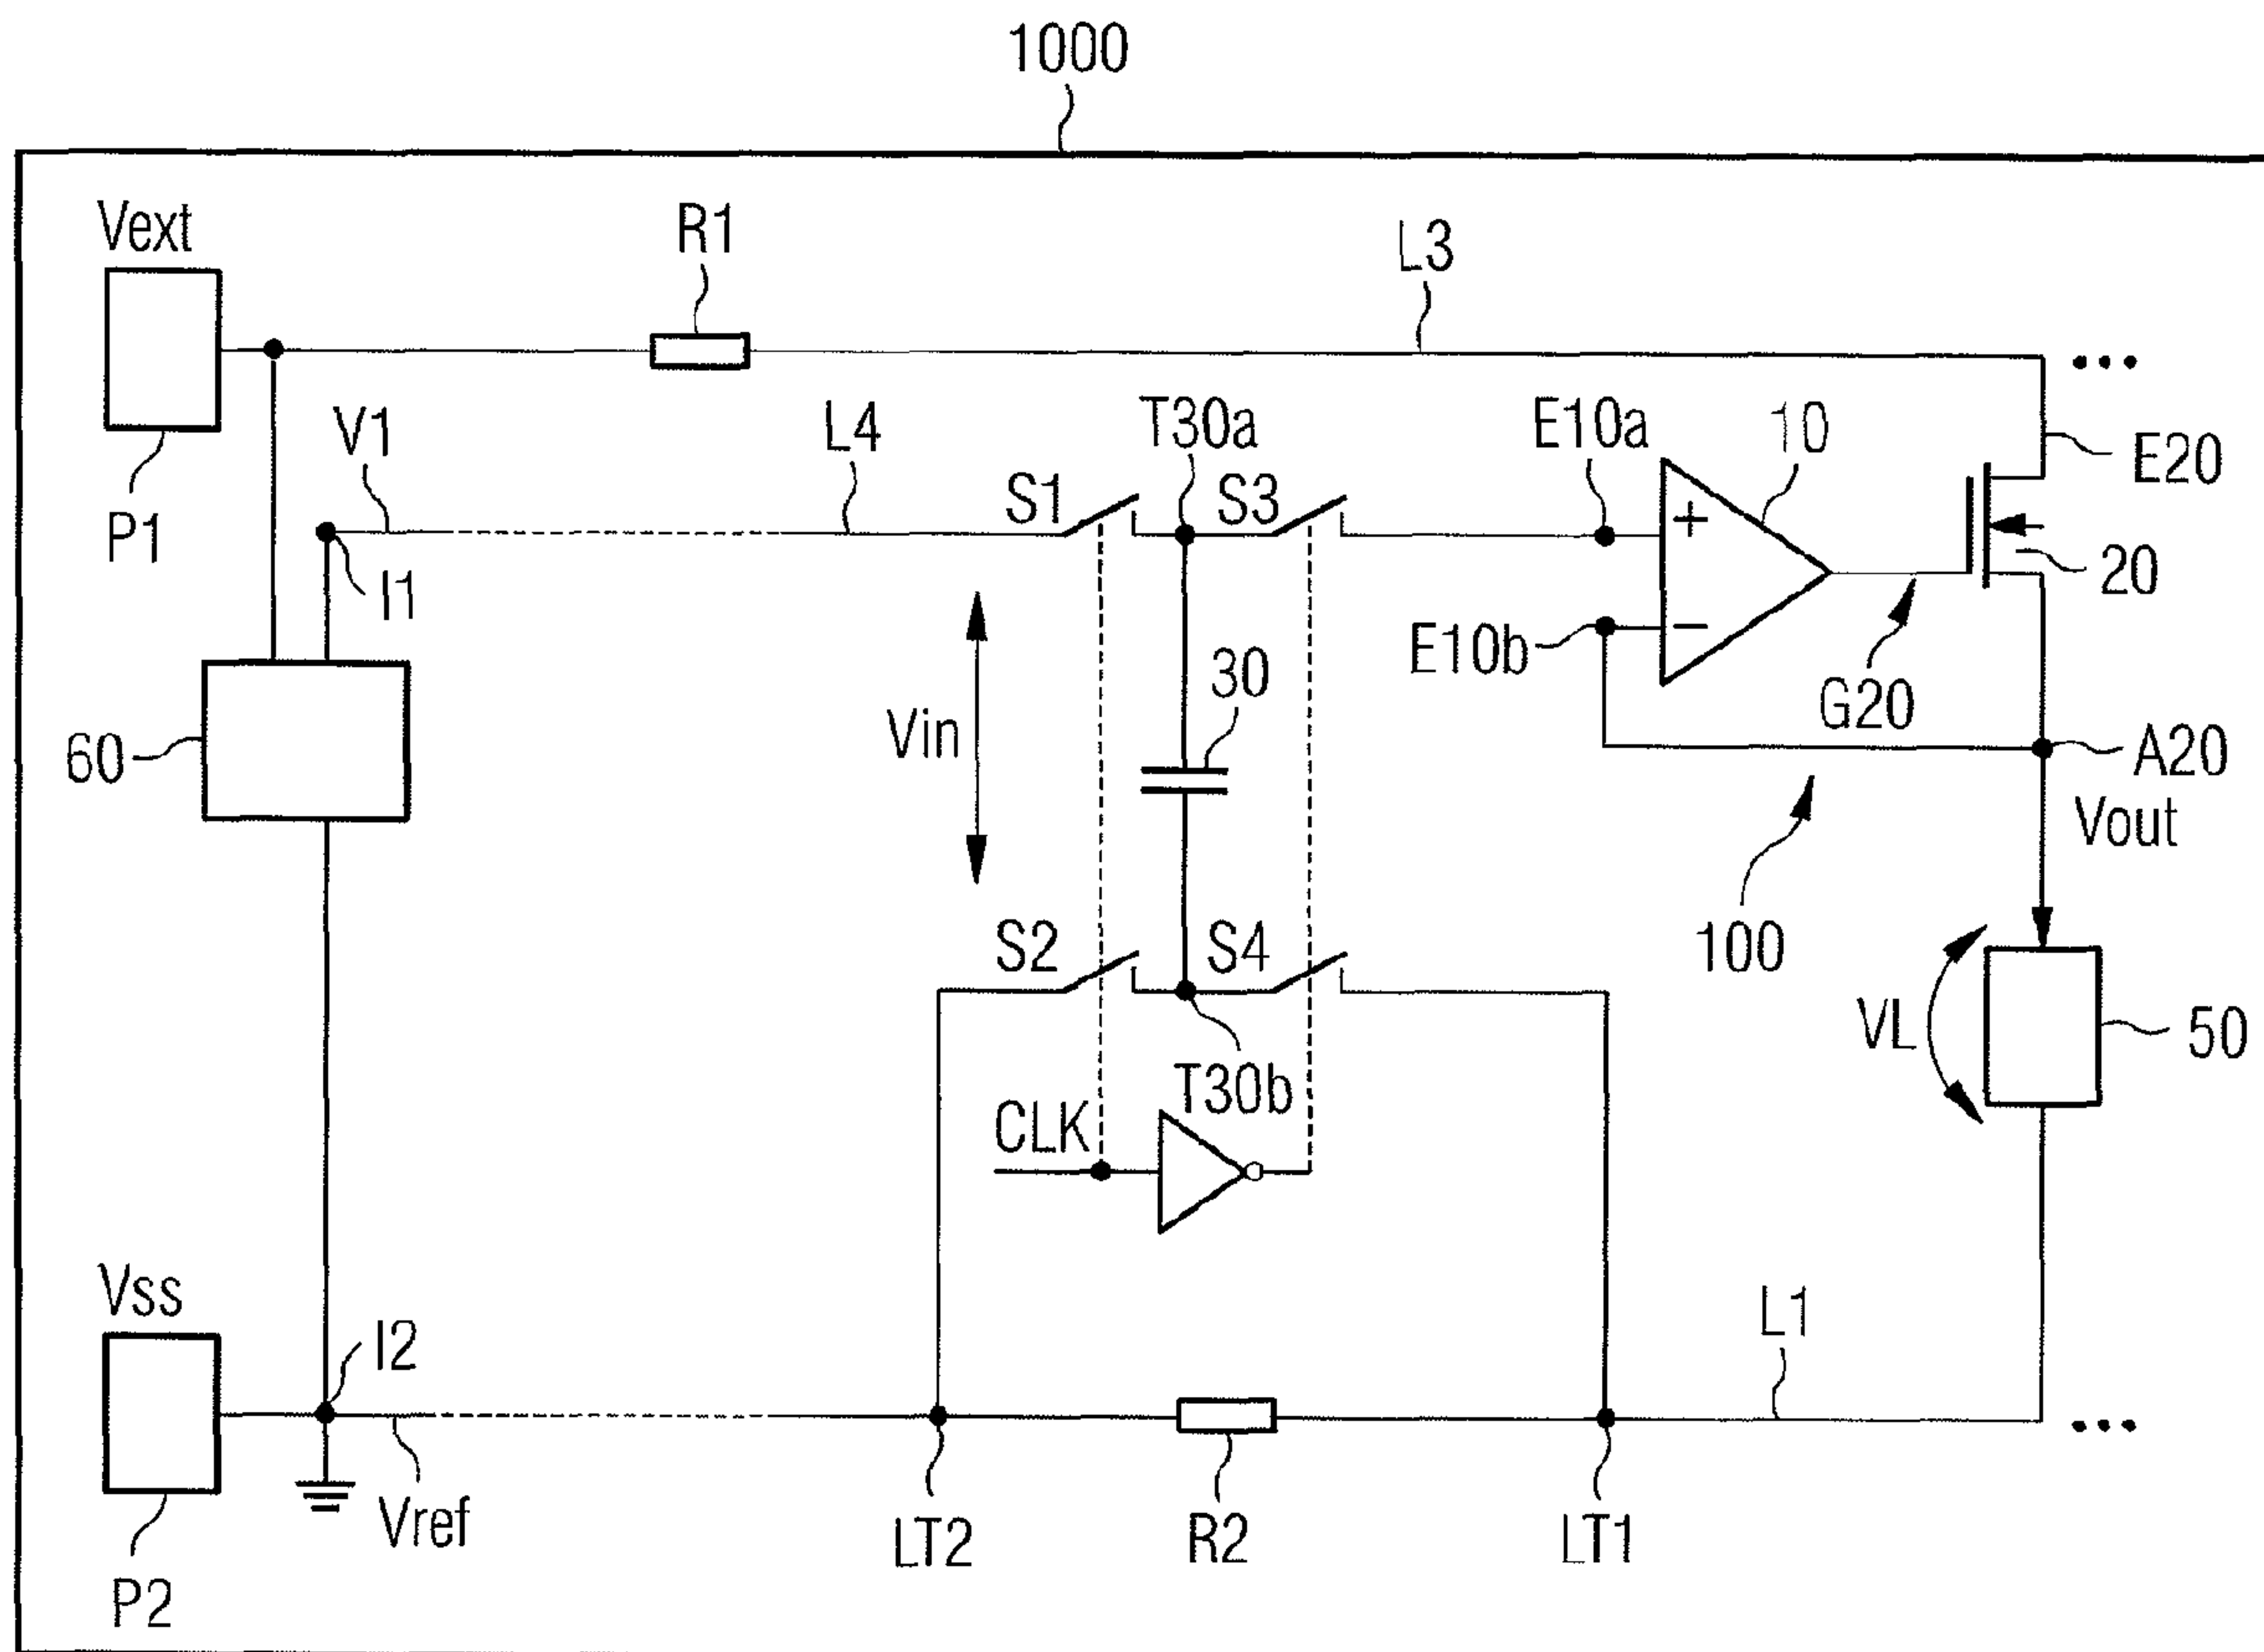 1000
Vext
R1
L3
P1
V1
L4
T30a
E10a
10
E20
S1
S3
+
I1
20
E10b
−
30
G20
60
Vin
A20
Vout
S2
S4
100
VL
50
T30b
CLK
Vss
I2
L1
Vref
LT2
R2
LT1
P2